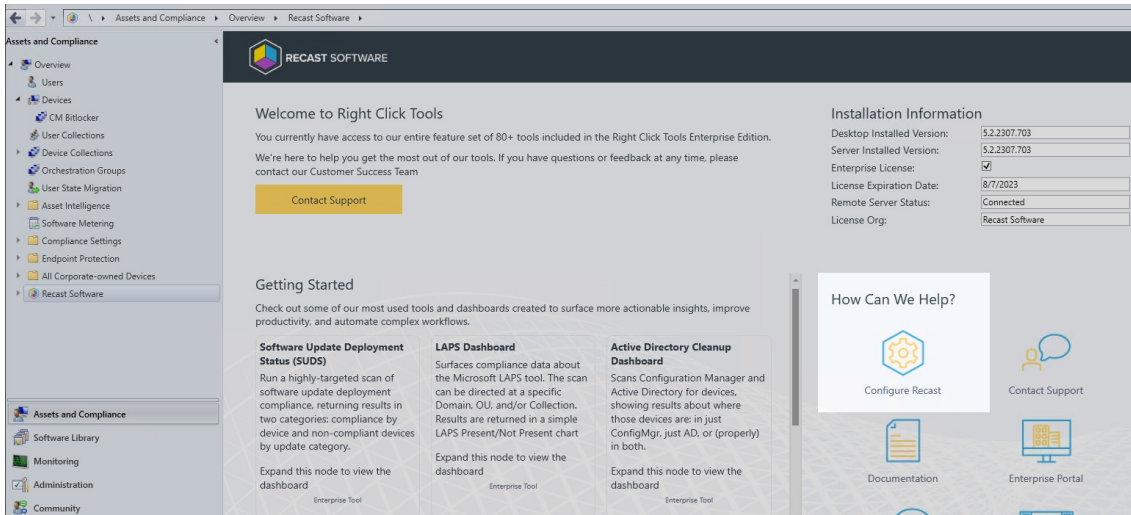 \ Assets and Compliance Overview Recast Software
Assets and Compliance
Overview
Users
Devices
CM Bitlocker
User Collections
Device Collections
Orchestration Groups
User State Migration
Asset Intelligence
Software Metering
Compliance Settings
Endpoint Protection
All Corporate-owned Devices
Recast Software
Assets and Compliance
Software Library
Monitoring
Administration
Community
RECAST SOFTWARE
Welcome to Right Click Tools
You currently have access to our entire feature set of 80+ tools included in the Right Click Tools Enterprise Edition.
We're here to help you get the most out of our tools. If you have questions or feedback at any time, please
contact our Customer Success Team
Contact Support
Installation Information
Desktop Installed Version: 5.2.2307.703
Server Installed Version: 5.2.2307.703
Enterprise License:
License Expiration Date: 8/7/2023
Remote Server Status: Connected
License Org: Recast Software
Getting Started
Check out some of our most used tools and dashboards created to surface more actionable insights, improve
productivity, and automate complex workflows.
Software Update Deployment
Status (SUDS)
Run a highly-targeted scan of
software update deployment
compliance, returning results in
two categories: compliance by
device and non-compliant devices
by update category.
Expand this node to view the
dashboard
Enterprise Tool
LAPS Dashboard
Surfaces compliance data about
the Microsoft LAPS tool. The scan
can be directed at a specific
Domain, OU, and/or Collection.
Results are returned in a simple
LAPS Present/Not Present chart
Expand this node to view the
dashboard
Enterprise Tool
Active Directory Cleanup
Dashboard
Scans Configuration Manager and
Active Directory for devices,
showing results about where
those devices are: in just
ConfigMgr, just AD, or (properly)
in both.
Expand this node to view the
dashboard
Enterprise Tool
How Can We Help?
Configure Recast
Contact Support
Documentation
Enterprise Portal